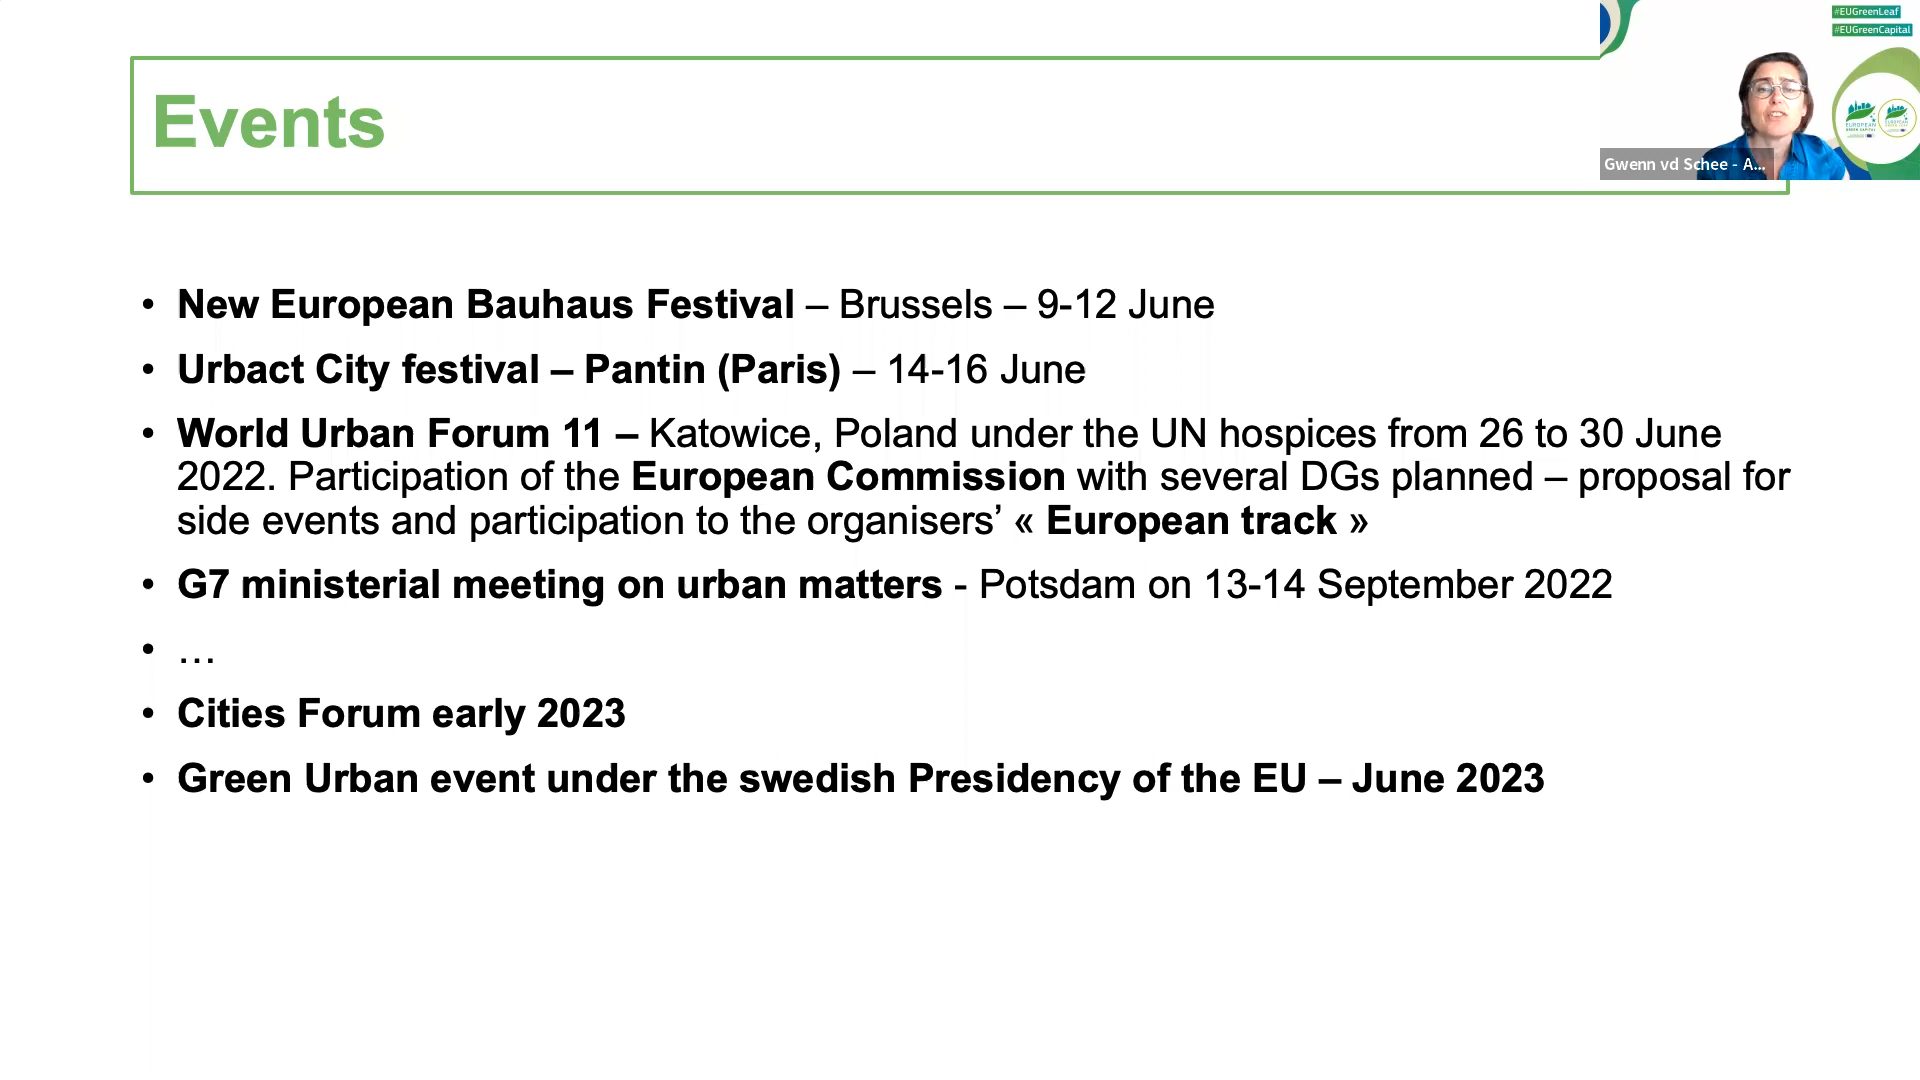 #EUGreenLeaf
#EUGreenCapital
Events
Gwenn vd Schee - A...
EUROPEAN
GREEN CAPITAL
EUROPEAN
• New European Bauhaus Festival – Brussels – 9-12 June
• Urbact City festival – Pantin (Paris) – 14-16 June
• World Urban Forum 11 – Katowice, Poland under the UN hospices from 26 to 30 June
2022. Participation of the European Commission with several DGs planned – proposal for
side events and participation to the organisers’ « European track »
• G7 ministerial meeting on urban matters - Potsdam on 13-14 September 2022
• …
• Cities Forum early 2023
• Green Urban event under the swedish Presidency of the EU – June 2023